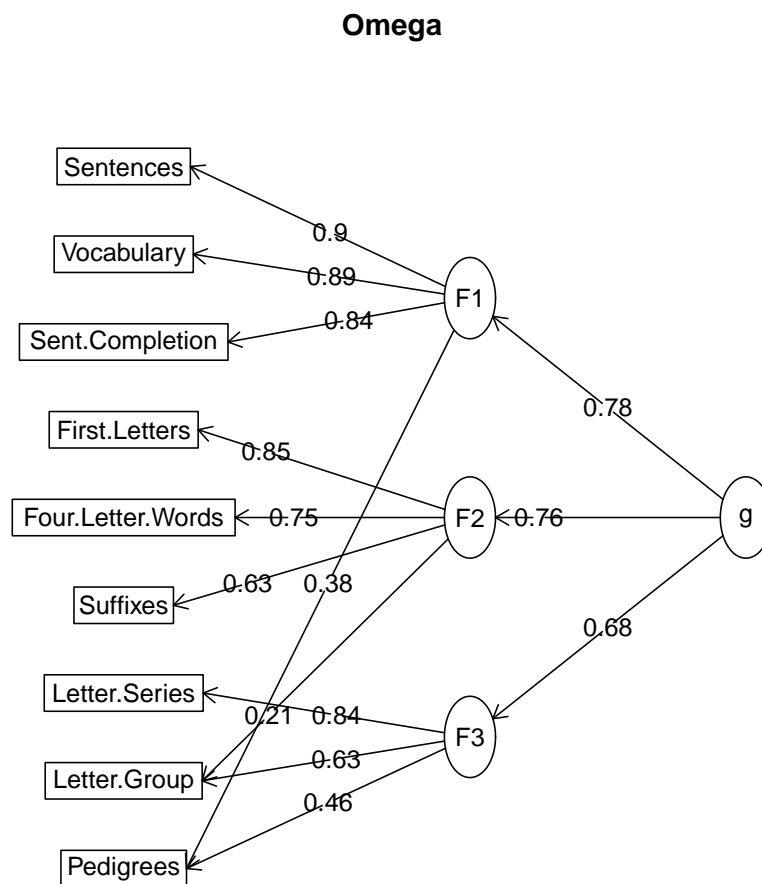 Omega
Sentences
0.9
Vocabulary
0.89
F1
Sent.Completion
0.84
0.78
First.Letters
0.85
Four.Letter.Words
0.75
F2
0.76
g
Suffixes
0.63
0.38
0.68
Letter.Series
0.21
0.84
F3
0.63
Letter.Group
0.46
Pedigrees